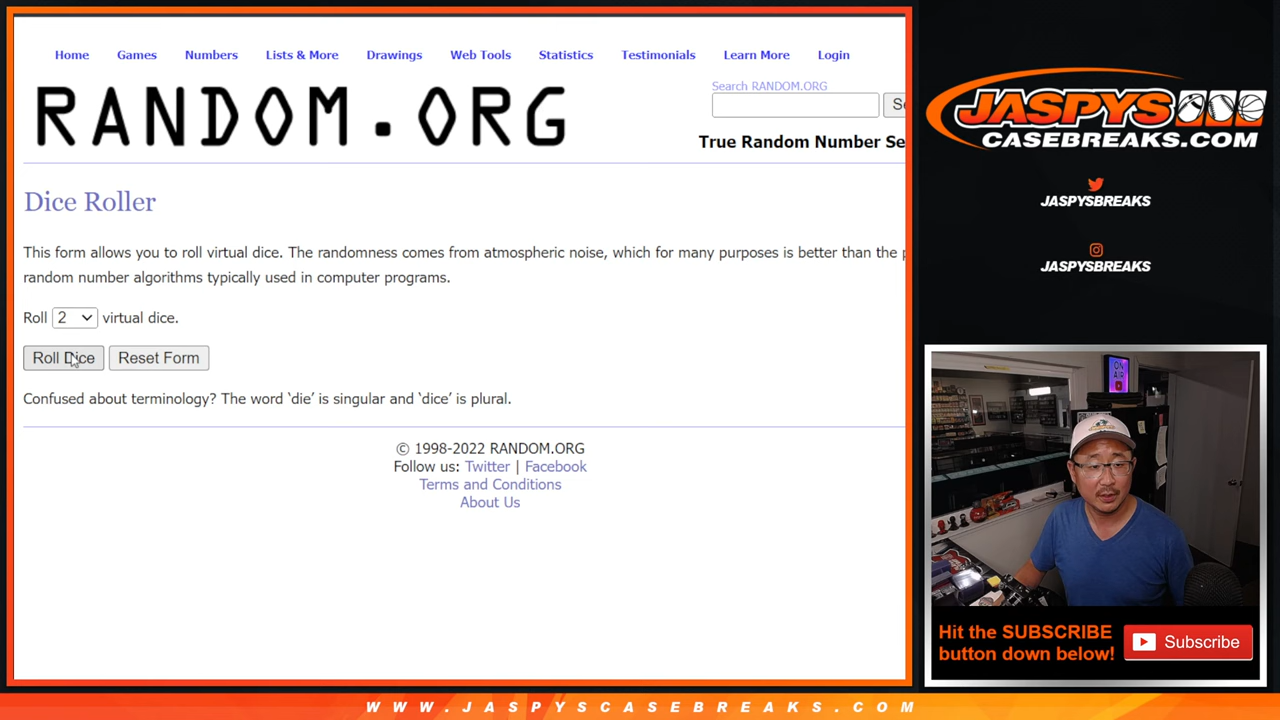 Home Games Numbers Lists & More Drawings Web Tools Statistics Testimonials Learn More Login
RANDOM.ORG
Search RANDOM.ORG
True Random Number Se
Dice Roller
This form allows you to roll virtual dice. The randomness comes from atmospheric noise, which for many purposes is better than the p
random number algorithms typically used in computer programs.
Roll 2 virtual dice.
Roll Dice Reset Form
Confused about terminology? The word ‘die’ is singular and ‘dice’ is plural.
© 1998-2022 RANDOM.ORG
Follow us: Twitter | Facebook
Terms and Conditions
About Us
JASPYS
CASEBREAKS.COM
JASPYSBREAKS
JASPYSBREAKS
ON
AIR
Hit the SUBSCRIBE
button down below!
Subscribe
WWW.JASPYSCASEBREAKS.COM